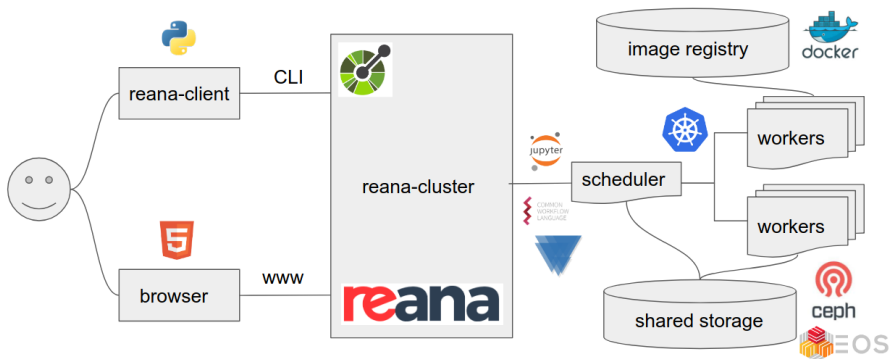 image registry
docker
CLI
reana-client
jupyter
workers
reana-cluster
scheduler
COMMON
WORKFLOW
LANGUAGE
5
workers
browser
www
reana
shared storage
ceph
EOS